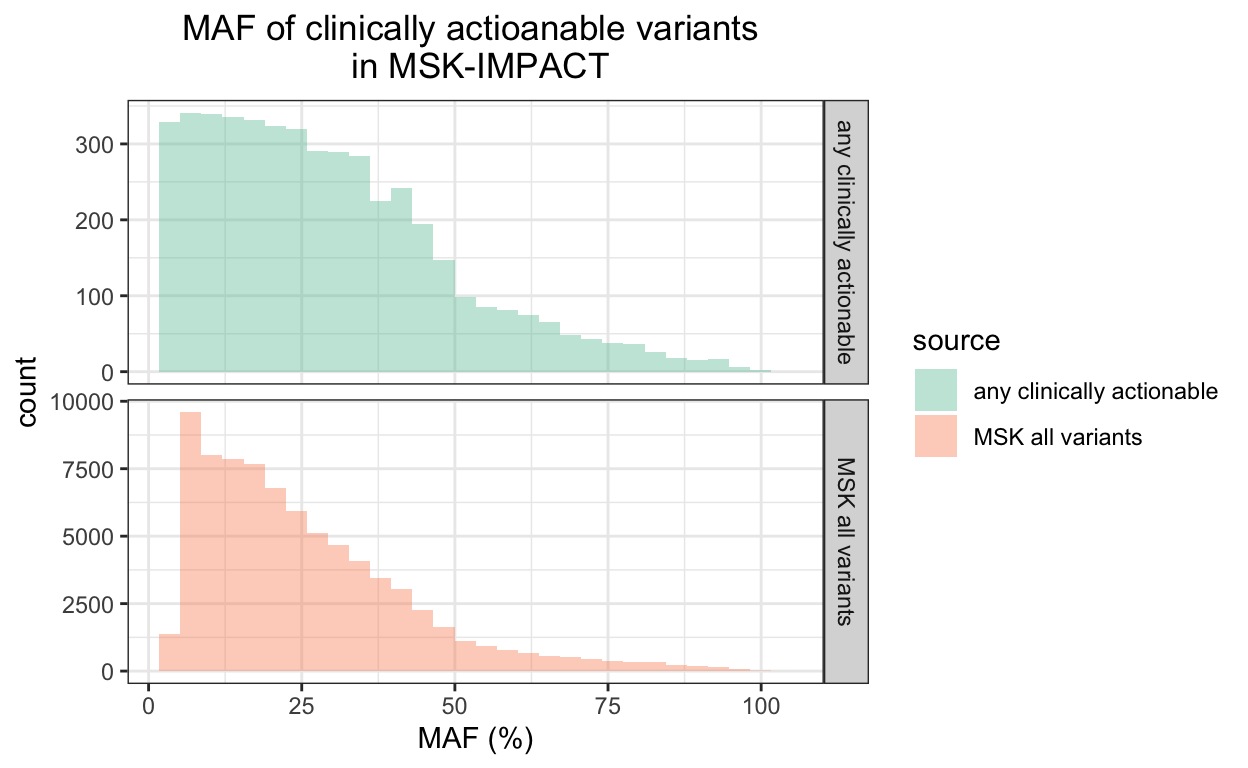 MAF of clinically actioanable variants
in MSK-IMPACT
count
300
200
100
0
any clinically actionable
10000
7500
5000
2500
0
MSK all variants
0 25 50 75 100
MAF (%)
source
any clinically actionable
MSK all variants